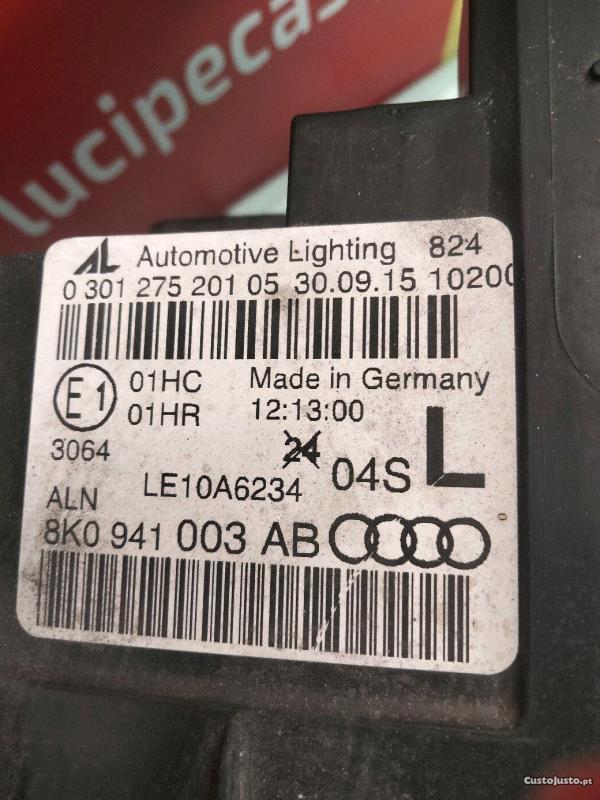 lucipecas
AL Automotive Lighting 824
0 301 275 201 05 30.09.15 10200
E1 01HC Made in Germany
01HR 12:13:00
3064 24 04S L
LE10A6234
ALN
8K0 941 003 AB
CustoJusto.pt